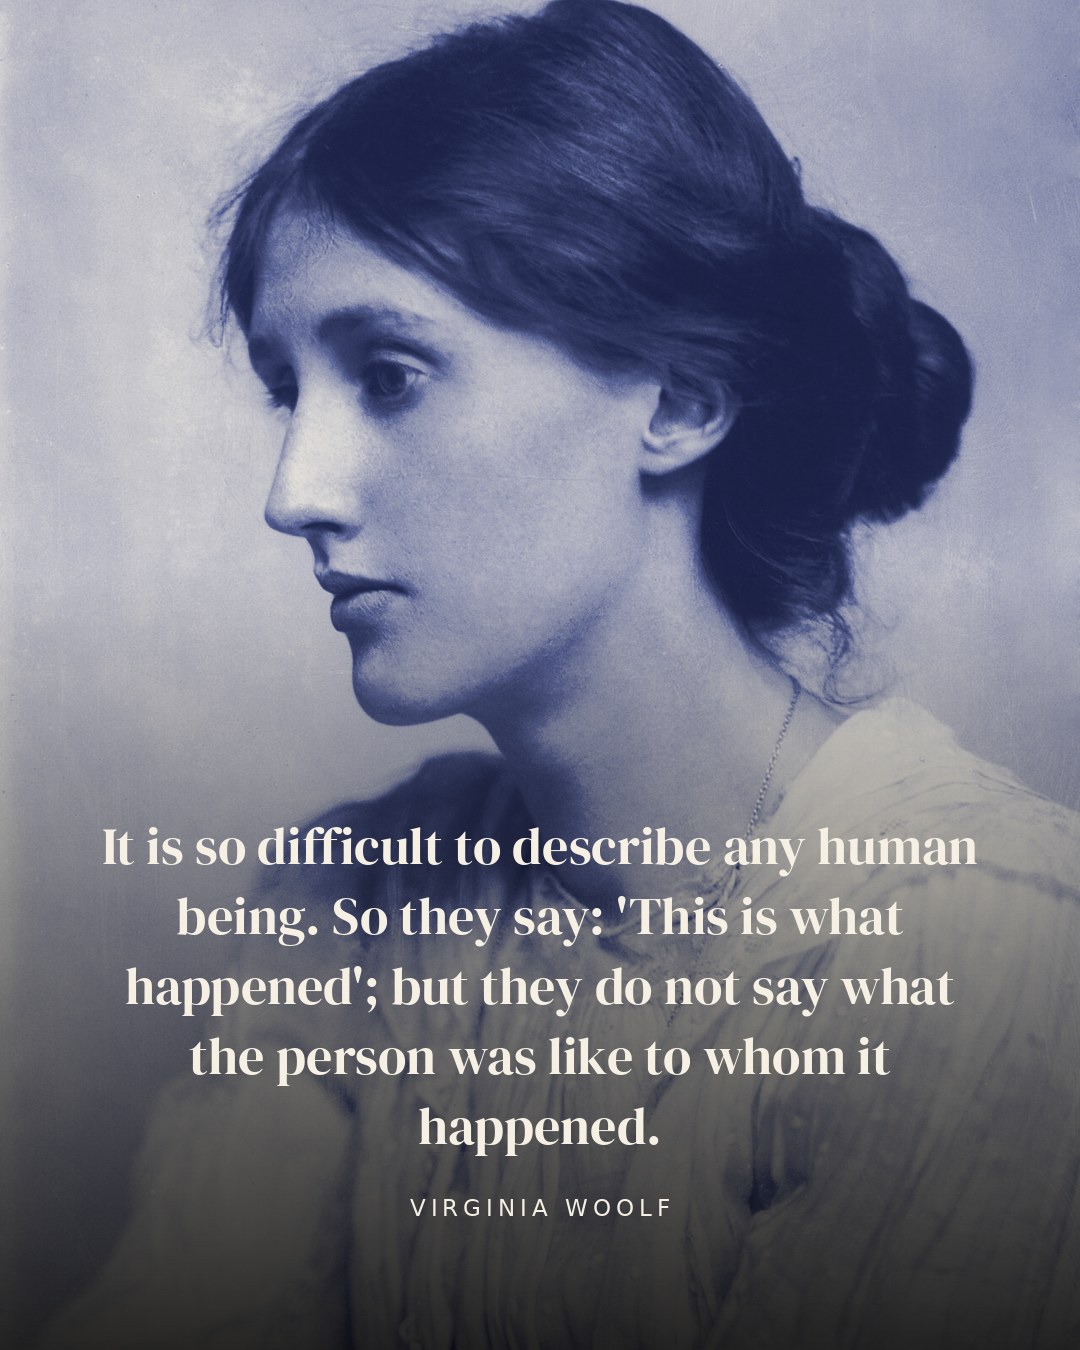 It is so difficult to describe any human
being. So they say: 'This is what
happened'; but they do not say what
the person was like to whom it
happened.
VIRGINIA WOOLF